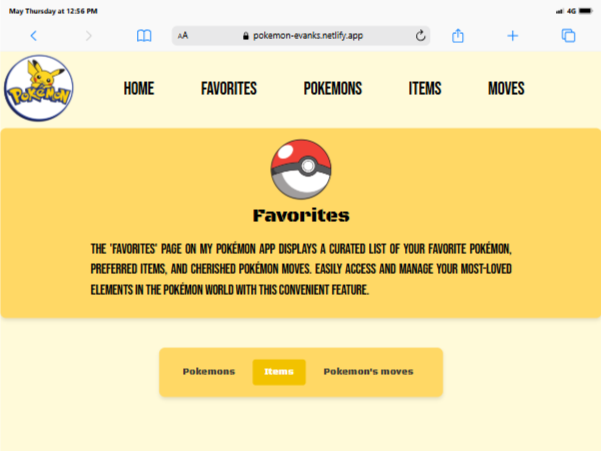 May Thursday at 12:56 PM
4G
AA
pokemon-evanks.netlify.app
POKéMON
HOME FAVORITES POKEMONS ITEMS MOVES
Favorites
THE 'FAVORITES' PAGE ON MY POKÉMON APP DISPLAYS A CURATED LIST OF YOUR FAVORITE POKÉMON,
PREFERRED ITEMS, AND CHERISHED POKÉMON MOVES. EASILY ACCESS AND MANAGE YOUR MOST-LOVED
ELEMENTS IN THE POKÉMON WORLD WITH THIS CONVENIENT FEATURE.
Pokemons Items Pokemon's moves